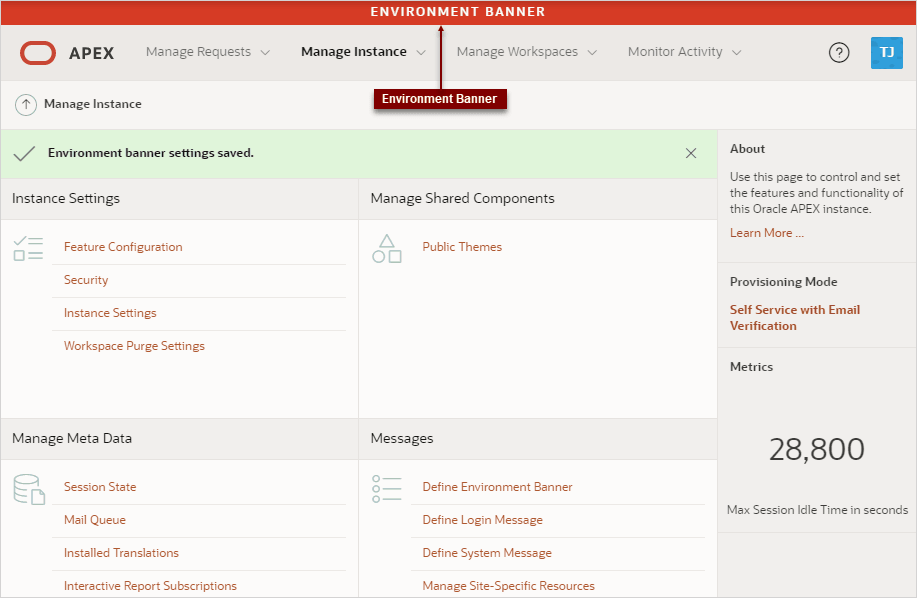 ENVIRONMENT BANNER
APEX
Manage Requests
Manage Instance
Manage Workspaces
Monitor Activity
?
TJ
Environment Banner
Manage Instance
Environment banner settings saved.
Instance Settings
Feature Configuration
Security
Instance Settings
Workspace Purge Settings
Manage Shared Components
Public Themes
Manage Meta Data
Session State
Mail Queue
Installed Translations
Interactive Report Subscriptions
Messages
Define Environment Banner
Define Login Message
Define System Message
Manage Site-Specific Resources
About
Use this page to control and set
the features and functionality of
this Oracle APEX instance.
Learn More ...
Provisioning Mode
Self Service with Email
Verification
Metrics
28,800
Max Session Idle Time in seconds